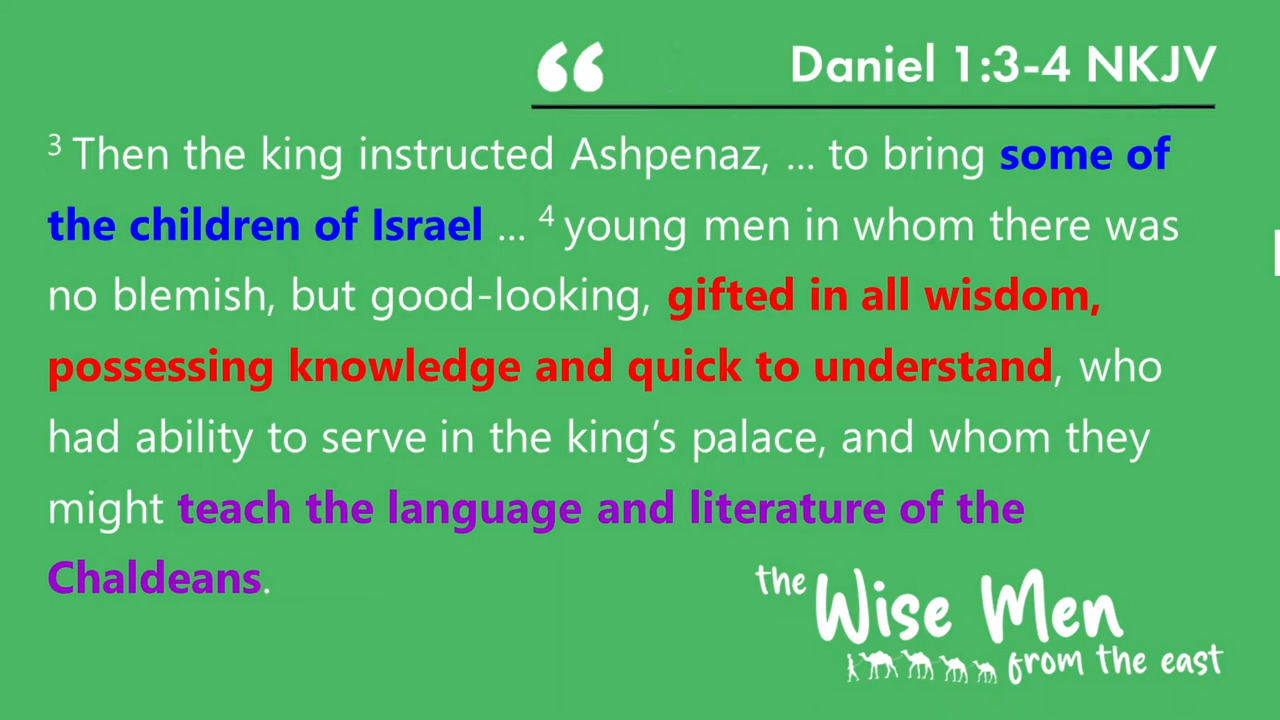 “ Daniel 1:3-4 NKJV
3 Then the king instructed Ashpenaz, ... to bring some of
the children of Israel ... 4 young men in whom there was
no blemish, but good-looking, gifted in all wisdom,
possessing knowledge and quick to understand, who
had ability to serve in the king’s palace, and whom they
might teach the language and literature of the
Chaldeans.
the Wise Men
from the east